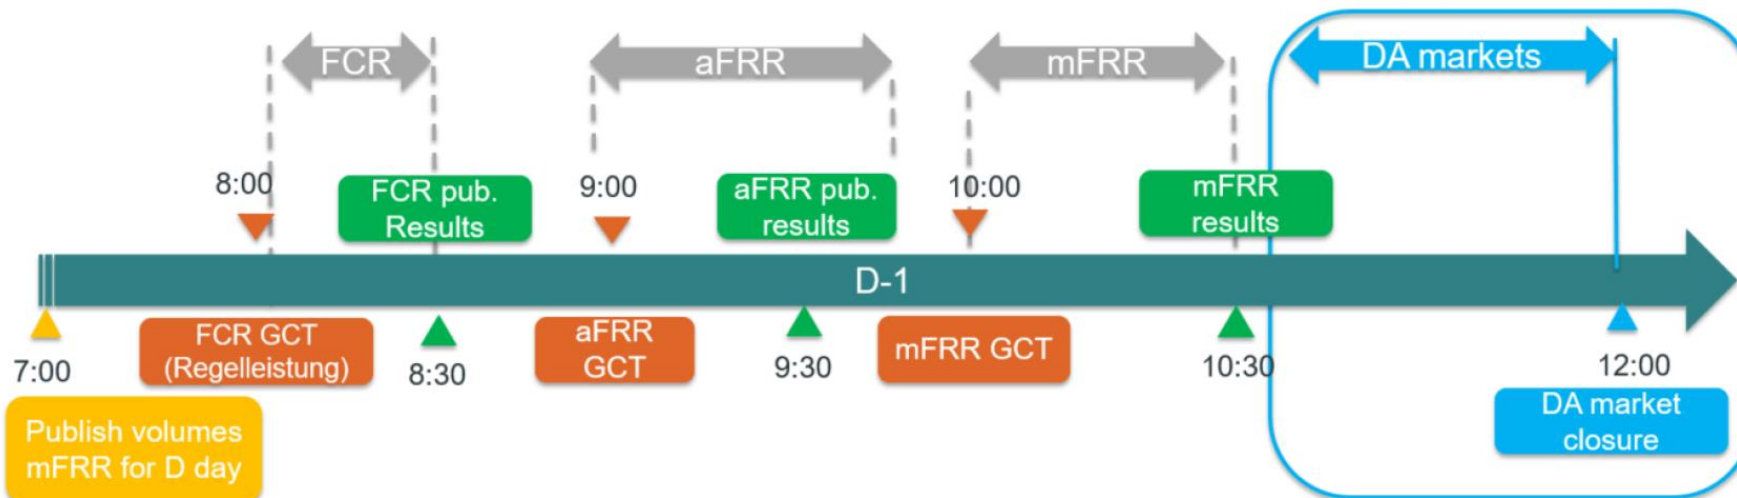 FCR
aFRR
mFRR
DA markets
8:00
FCR pub.
Results
9:00
aFRR pub.
results
10:00
mFRR
results
D-1
7:00
FCR GCT
(Regelleistung)
8:30
aFRR
GCT
9:30
mFRR GCT
10:30
12:00
Publish volumes
mFRR for D day
DA market
closure